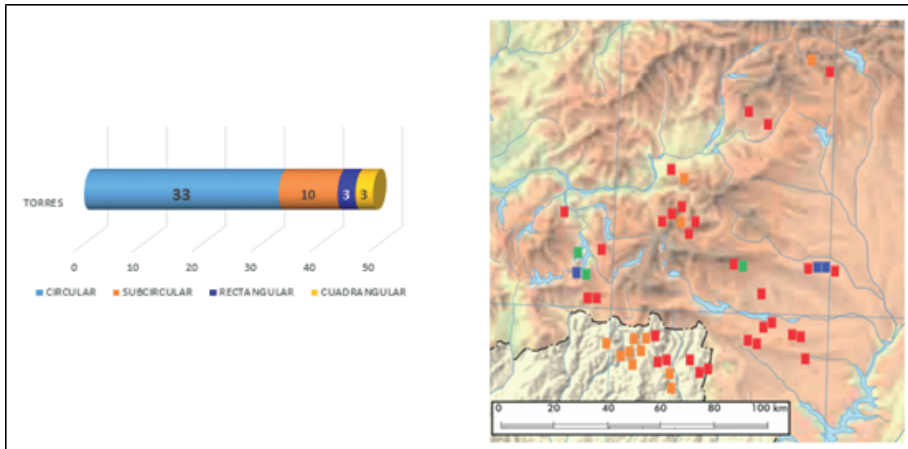 33
10
3
3
TORRES
0 10 20 30 40 50
CIRCULAR SUBCIRCULAR RECTANGULAR CUADRANGULAR
0 20 40 60 80 100 km